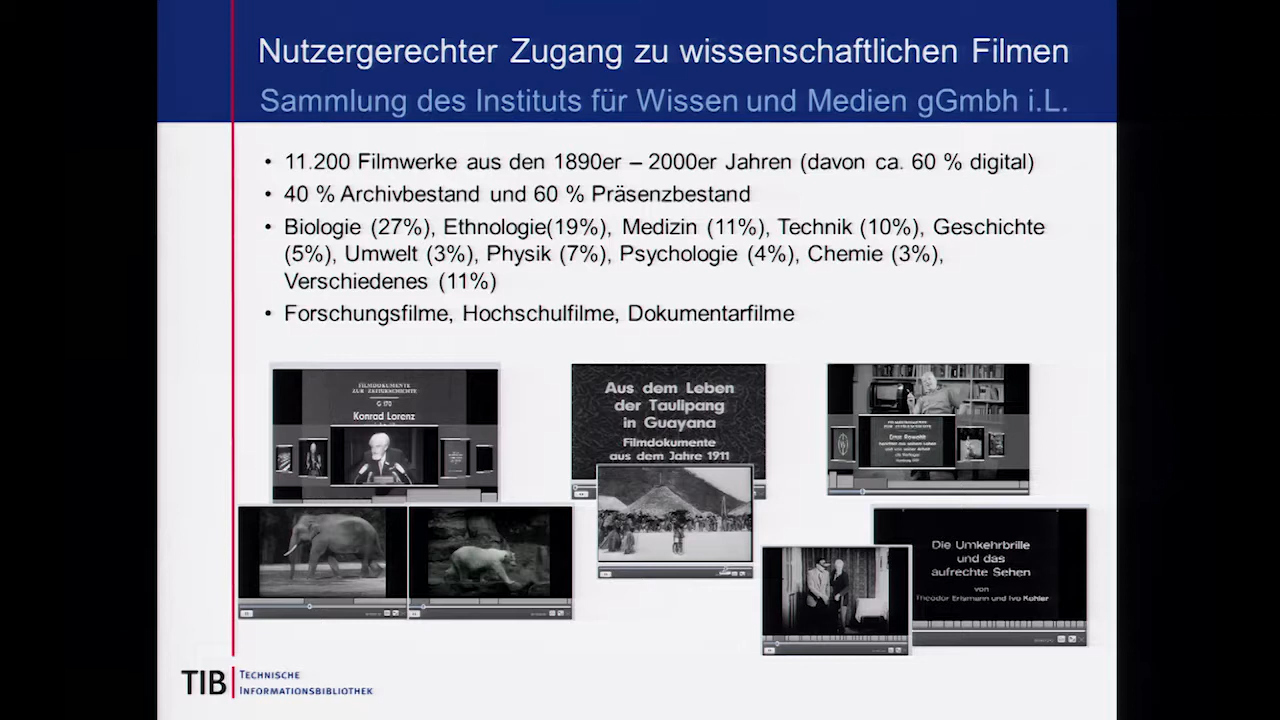 Nutzergerechter Zugang zu wissenschaftlichen Filmen
Sammlung des Instituts für Wissen und Medien gGmbh i.L.
• 11.200 Filmwerke aus den 1890er – 2000er Jahren (davon ca. 60 % digital)
• 40 % Archivbestand und 60 % Präsenzbestand
• Biologie (27%), Ethnologie(19%), Medizin (11%), Technik (10%), Geschichte
(5%), Umwelt (3%), Physik (7%), Psychologie (4%), Chemie (3%),
Verschiedenes (11%)
• Forschungsfilme, Hochschulfilme, Dokumentarfilme
FILMDOKUMENTE
ZUR ZEITGESCHICHTE
G 170
Konrad Lorenz
Aus dem Leben
der Taulipang
in Guayana
Filmdokumente
aus dem Jahre 1911
Ernst Rowohlt
Die Umkehrbrille
und das
aufrechte Sehen
von
Theodor Erismann und Ivo Kohler
TIB TECHNISCHE
INFORMATIONSBIBLIOTHEK